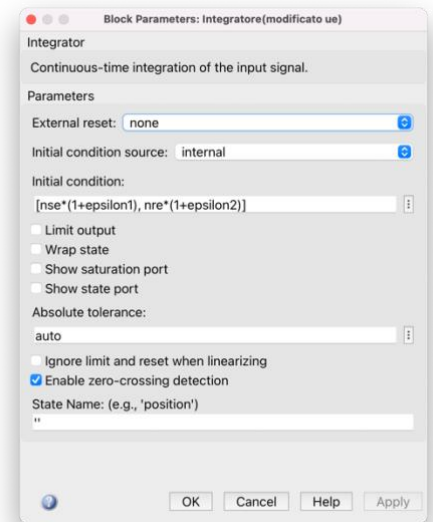 Block Parameters: Integratore(modificato ue)
Integrator
Continuous-time integration of the input signal.
Parameters
External reset: none
Initial condition source: internal
Initial condition:
[nse*(1+epsilon1), nre*(1+epsilon2)]
Limit output
Wrap state
Show saturation port
Show state port
Absolute tolerance:
auto
Ignore limit and reset when linearizing
Enable zero-crossing detection
State Name: (e.g., 'position')
''
? OK Cancel Help Apply